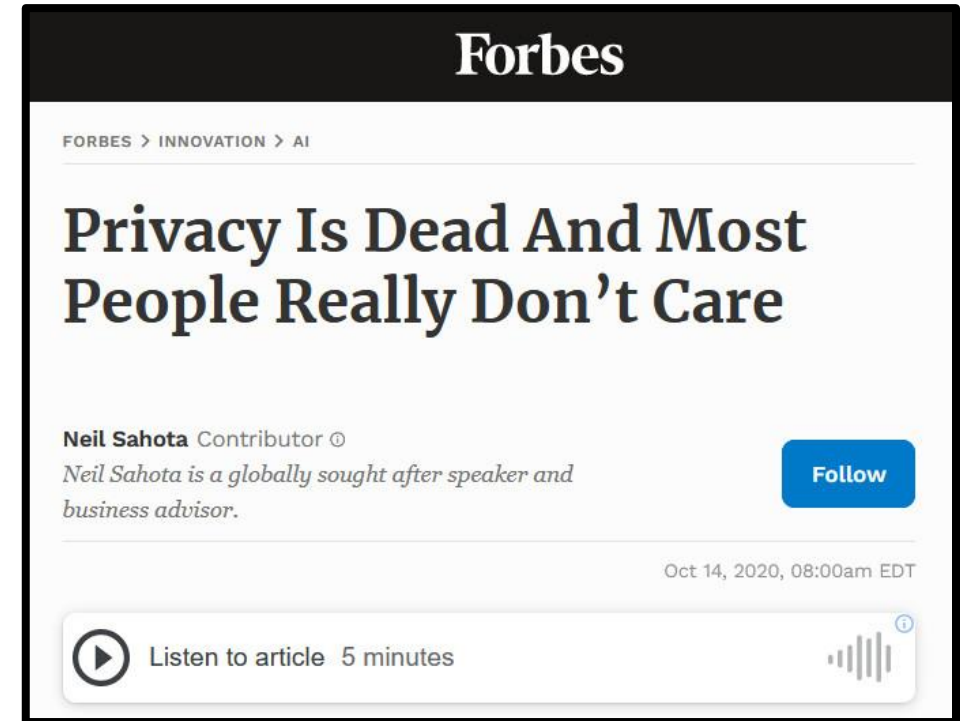 Forbes
FORBES > INNOVATION > AI
Privacy Is Dead And Most
People Really Don’t Care
Neil Sahota Contributor ⓘ
Neil Sahota is a globally sought after speaker and
business advisor.
Follow
Oct 14, 2020, 08:00am EDT
Listen to article 5 minutes